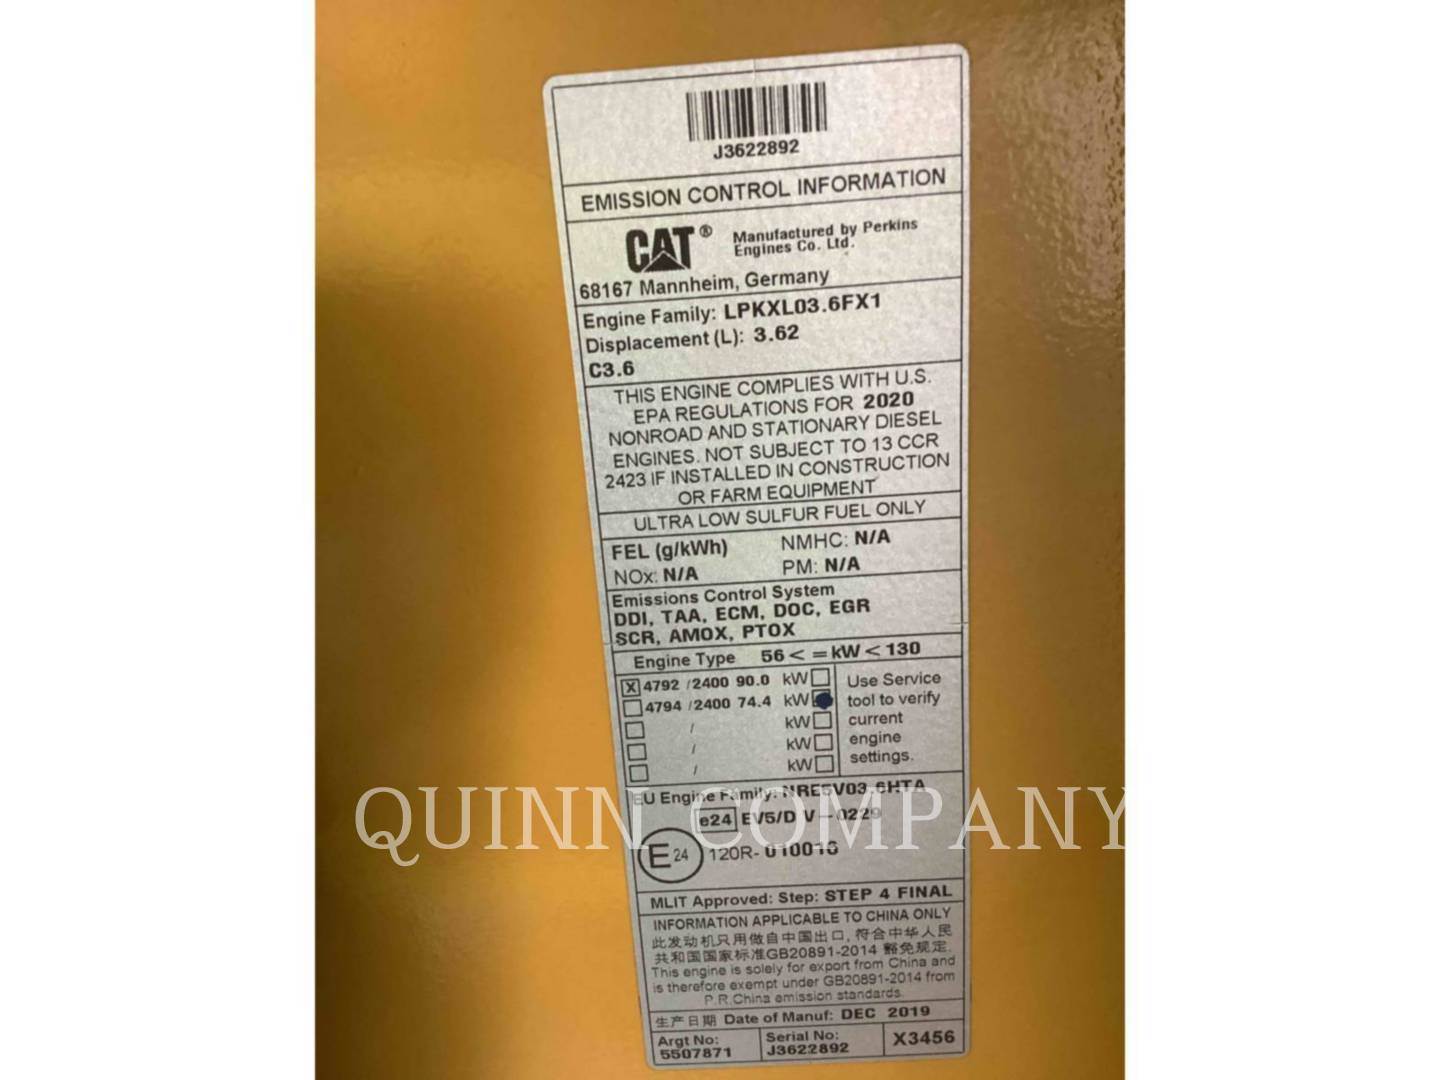 J3622892
EMISSION CONTROL INFORMATION
CAT® Manufactured by Perkins
Engines Co. Ltd.
68167 Mannheim, Germany
Engine Family: LPKXL03.6FX1
Displacement (L): 3.62
C3.6
THIS ENGINE COMPLIES WITH U.S.
EPA REGULATIONS FOR 2020
NONROAD AND STATIONARY DIESEL
ENGINES. NOT SUBJECT TO 13 CCR
2423 IF INSTALLED IN CONSTRUCTION
OR FARM EQUIPMENT
ULTRA LOW SULFUR FUEL ONLY
FEL (g/kWh) NMHC: N/A
NOx: N/A PM: N/A
Emissions Control System
DDI, TAA, ECM, DOC, EGR
SCR, AMOX, PTOX
Engine Type 56 < = kW < 130
X 4792 /2400 90.0 kW
4794 /2400 74.4 kW
/ kW
/ kW
/ kW
Use Service
tool to verify
current
engine
settings.
EU Engine Family: NRE5V03.6HTA
e24 EV5/D V-0229
E 24 120R-010016
QUINN COMPANY
MLIT Approved: Step: STEP 4 FINAL
INFORMATION APPLICABLE TO CHINA ONLY
此发动机只用做自中国出口, 符合中华人民
共和国国家标准GB20891-2014 豁免规定.
This engine is solely for export from China and
is therefore exempt under GB20891-2014 from
P.R.China emission standards.
生产日期 Date of Manuf: DEC 2019
Argt No: Serial No:
5507871 J3622892 X3456